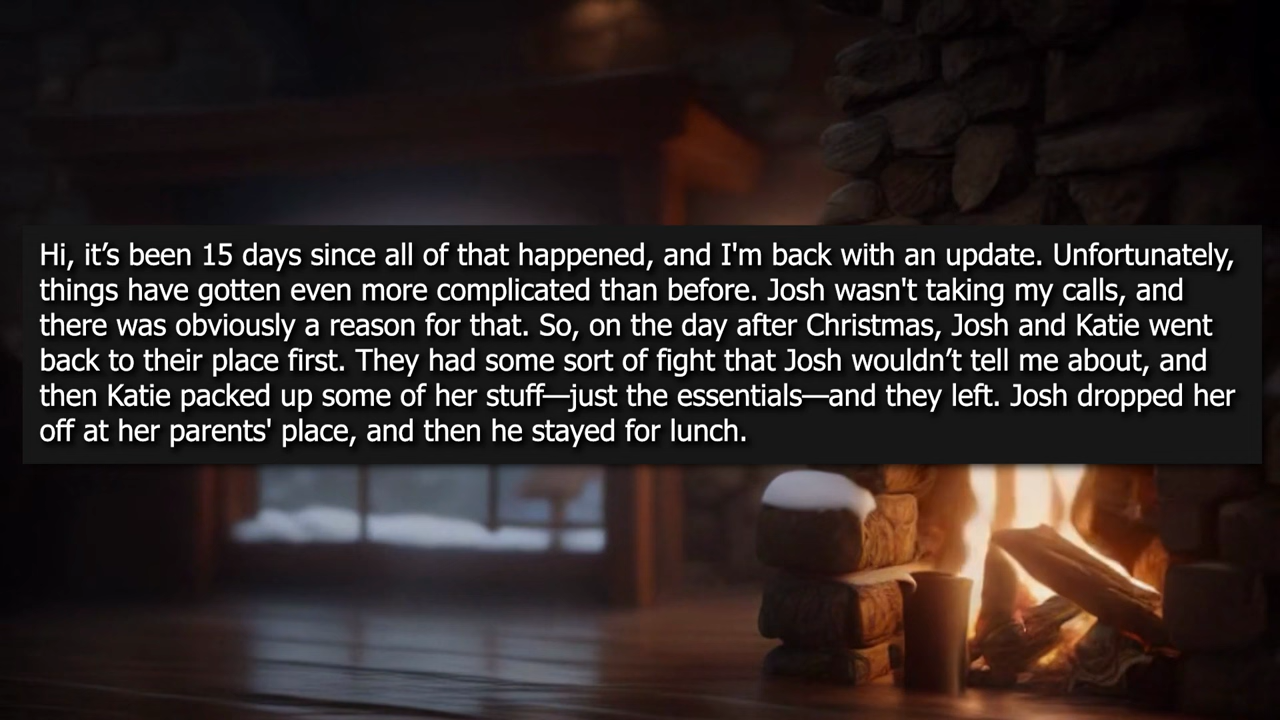 Hi, it’s been 15 days since all of that happened, and I'm back with an update. Unfortunately,
things have gotten even more complicated than before. Josh wasn't taking my calls, and
there was obviously a reason for that. So, on the day after Christmas, Josh and Katie went
back to their place first. They had some sort of fight that Josh wouldn’t tell me about, and
then Katie packed up some of her stuff—just the essentials—and they left. Josh dropped her
off at her parents' place, and then he stayed for lunch.